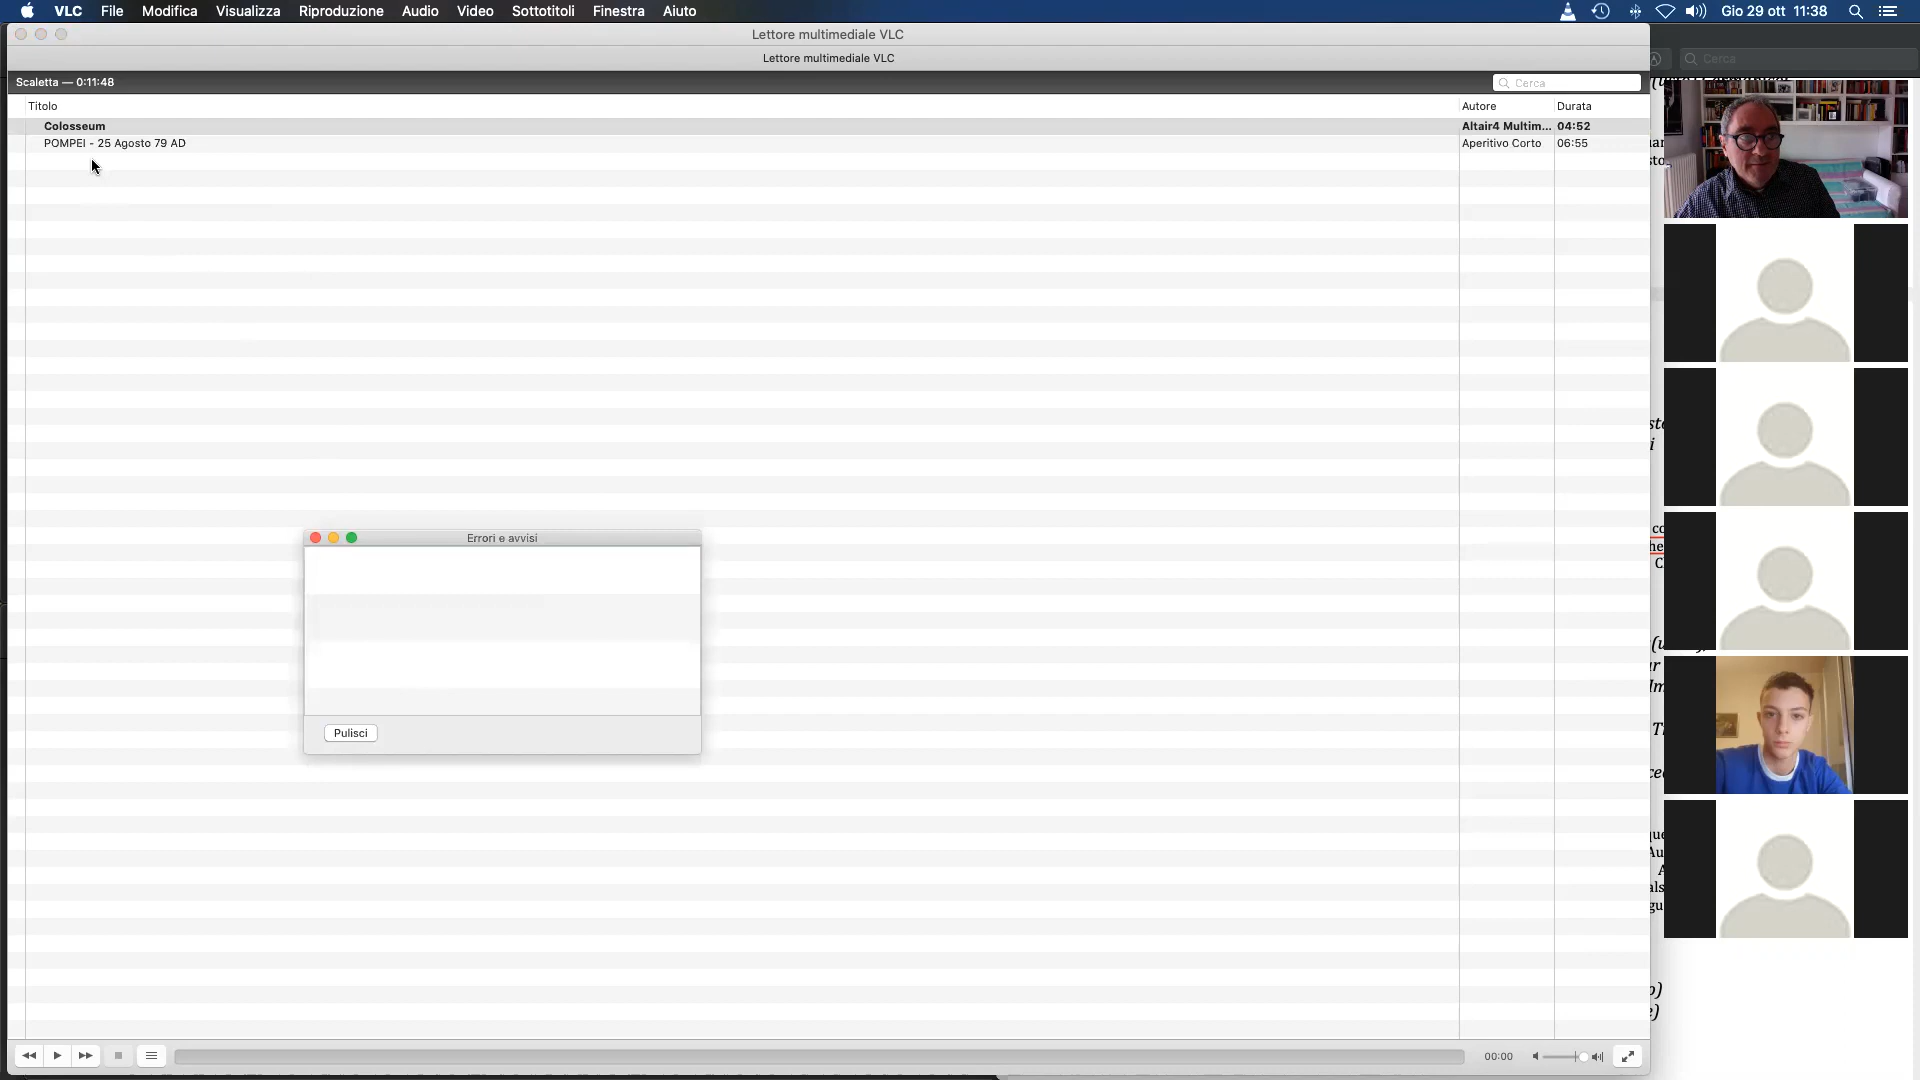 VLC File Modifica Visualizza Riproduzione Audio Video Sottotitoli Finestra Aiuto Gio 29 ott 11:38
Lettore multimediale VLC
Lettore multimediale VLC
Cerca
Scaletta — 0:11:48 Cerca
Titolo Autore Durata
Colosseum Altair4 Multim... 04:52
POMPEI - 25 Agosto 79 AD Aperitivo Corto 06:55
Errori e avvisi
Pulisci
00:00